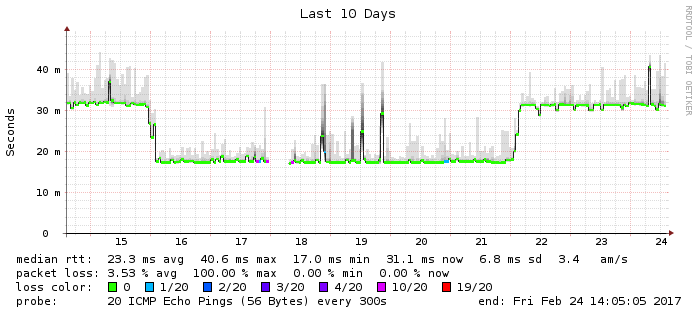 Last 10 Days
RRDTOOL / TOBI OETIKER
Seconds
40 m
30 m
20 m
10 m
0
15 16 17 18 19 20 21 22 23 24
median rtt: 23.3 ms avg 40.6 ms max 17.0 ms min 31.1 ms now 6.8 ms sd 3.4 am/s
packet loss: 3.53 % avg 100.00 % max 0.00 % min 0.00 % now
loss color: 0 1/20 2/20 3/20 4/20 10/20 19/20
probe: 20 ICMP Echo Pings (56 Bytes) every 300s end: Fri Feb 24 14:05:05 2017